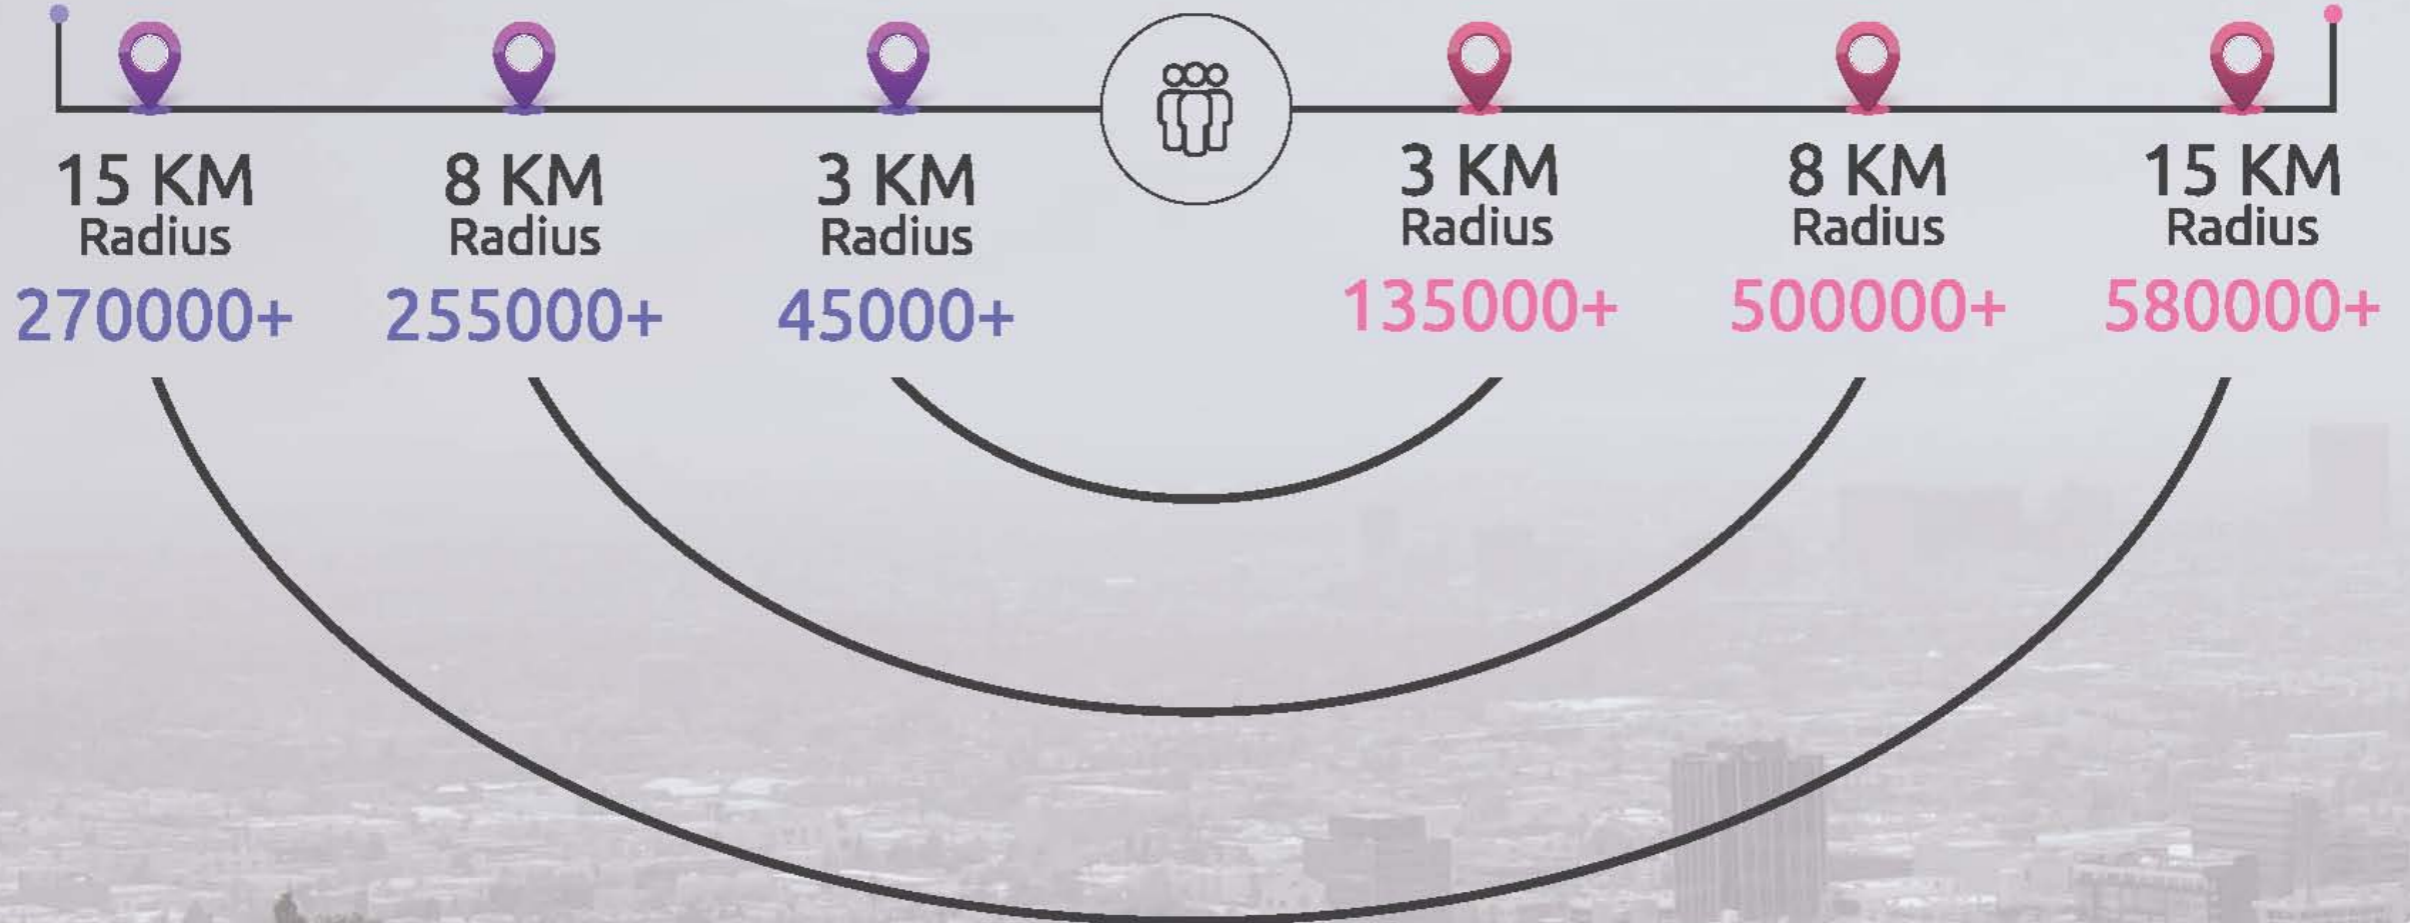 15 KM
Radius
270000+
8 KM
Radius
255000+
3 KM
Radius
45000+
3 KM
Radius
135000+
8 KM
Radius
500000+
15 KM
Radius
580000+